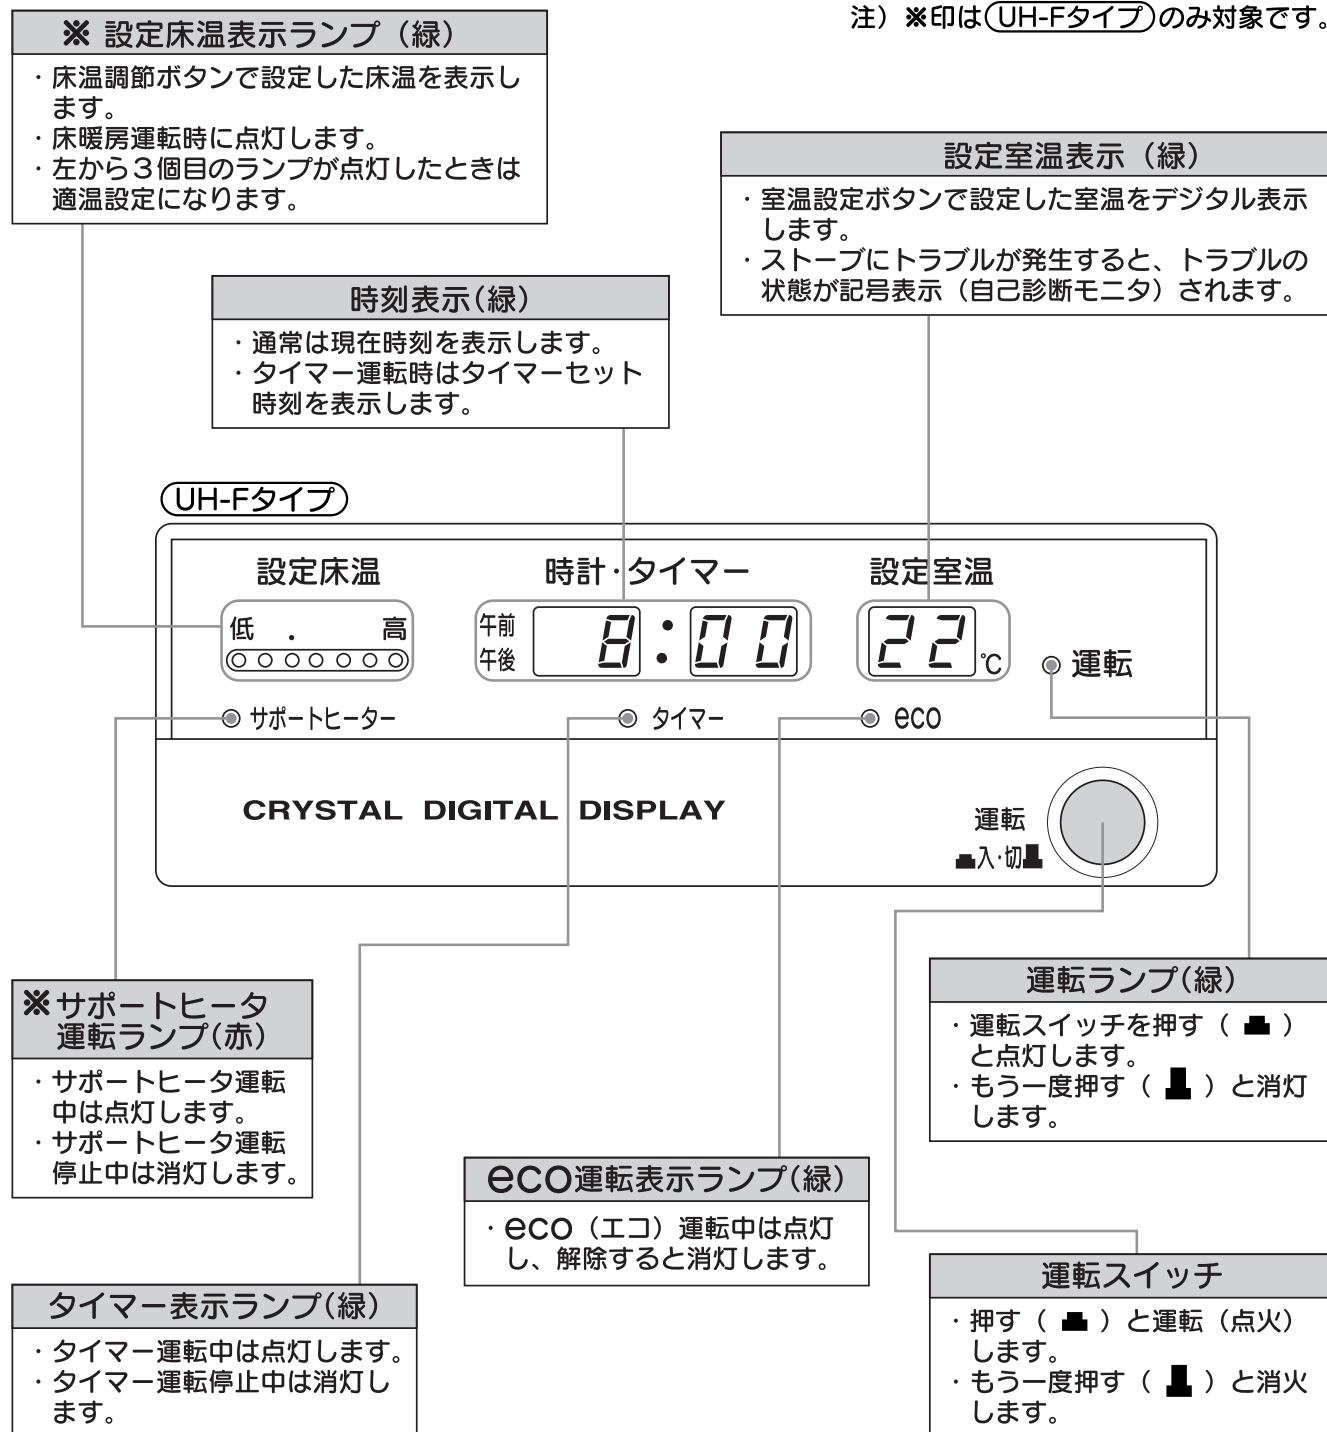 注）※印はUH-Fタイプのみ対象です。
※ 設定床温表示ランプ（緑）
・床温調節ボタンで設定した床温を表示し
ます。
・床暖房運転時に点灯します。
・左から３個目のランプが点灯したときは
適温設定になります。
設定室温表示（緑）
・室温設定ボタンで設定した室温をデジタル表示
します。
・ストーブにトラブルが発生すると、トラブルの
状態が記号表示（自己診断モニタ）されます。
時刻表示(緑)
・通常は現在時刻を表示します。
・タイマー運転時はタイマーセット
時刻を表示します。
UH-Fタイプ
設定床温
時計･タイマー
設定室温
低 . 高
午前
午後
8:00
22℃
運転
サポートヒーター
タイマー
eco
CRYSTAL DIGITAL DISPLAY
運転
入･切
※サポートヒータ
運転ランプ(赤)
・サポートヒータ運転
中は点灯します。
・サポートヒータ運転
停止中は消灯します。
運転ランプ(緑)
・運転スイッチを押す（ ）
と点灯します。
・もう一度押す（ ）と消灯
します。
eco運転表示ランプ(緑)
・eco（エコ）運転中は点灯
し、解除すると消灯します。
タイマー表示ランプ(緑)
・タイマー運転中は点灯します。
・タイマー運転停止中は消灯し
ます。
運転スイッチ
・押す（ ）と運転（点火）
します。
・もう一度押す（ ）と消火
します。